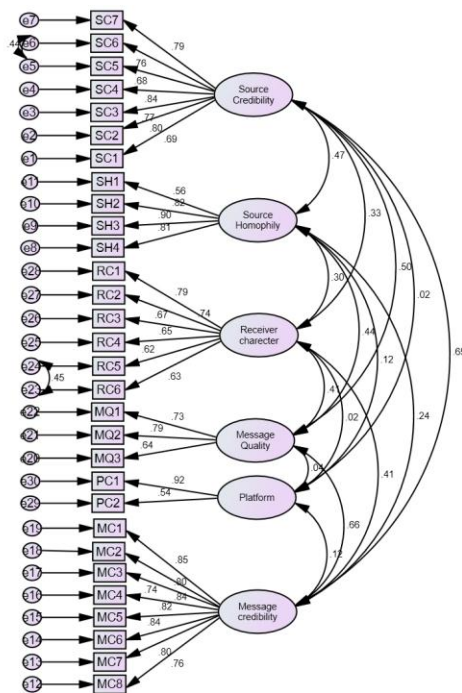 e7 SC7
e6 SC6
.44
e5 SC5
e4 SC4
e3 SC3
e2 SC2
e1 SC1
.79
.76
.68
.84
.77
.80
.69
Source
Credibility
e11 SH1
e10 SH2
e9 SH3
e8 SH4
.56
.82
.90
.81
Source
Homophily
e28 RC1
e27 RC2
e26 RC3
e25 RC4
e24 RC5
e23 RC6
.45
.79
.74
.67
.65
.62
.63
Receiver
charecter
e22 MQ1
e21 MQ2
e20 MQ3
.73
.79
.64
Message
Quality
e30 PC1
e29 PC2
.92
.54
Platform
e19 MC1
e18 MC2
e17 MC3
e16 MC4
e15 MC5
e14 MC6
e13 MC7
e12 MC8
.85
.80
.84
.74
.82
.84
.80
.76
Message
credibility
.47
.33
.50
.02
.30
.44
.12
.24
.02
.41
.04
.66
.12